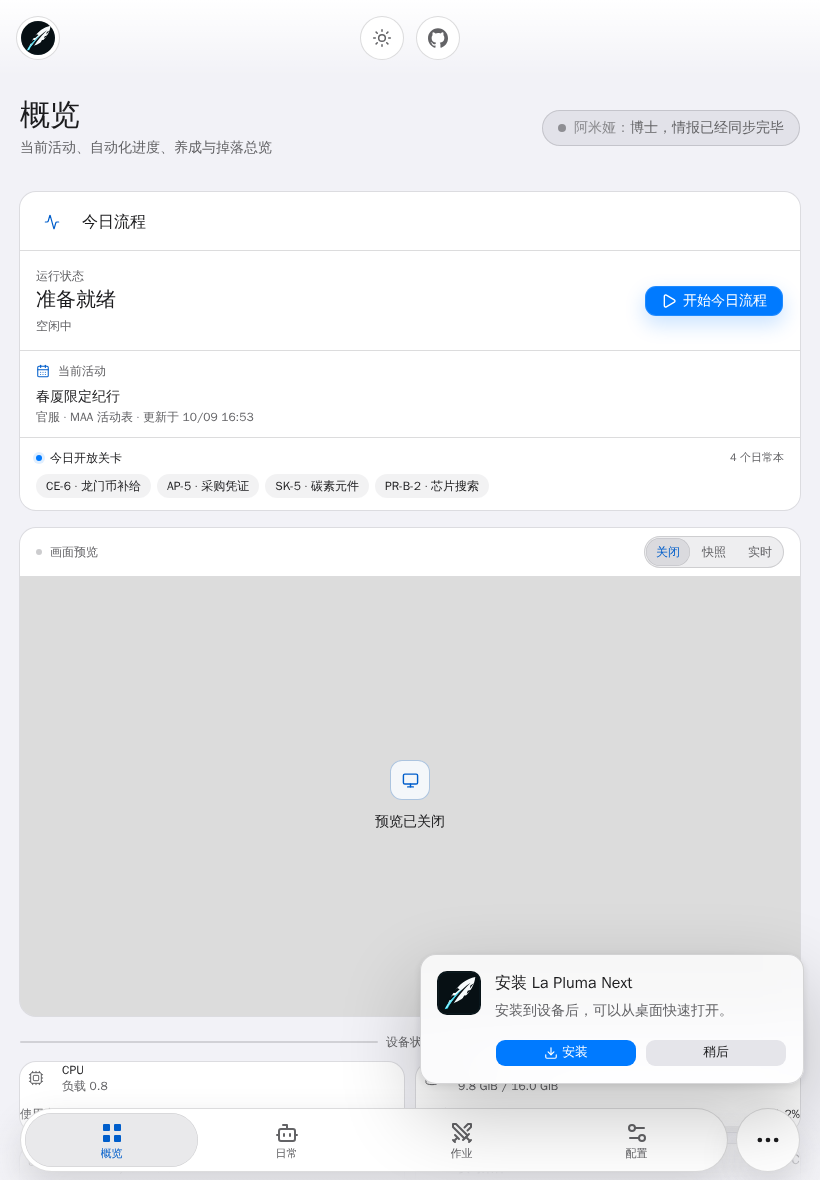 概览
当前活动、自动化进度、养成与掉落总览
阿米娅：博士，情报已经同步完毕
今日流程
运行状态
准备就绪
空闲中
开始今日流程
当前活动
春厦限定纪行
官服 · MAA 活动表 · 更新于 10/09 16:53
今日开放关卡
4 个日常本
CE-6 · 龙门币补给
AP-5 · 采购凭证
SK-5 · 碳素元件
PR-B-2 · 芯片搜索
画面预览
关闭
快照
实时
预览已关闭
安装 La Pluma Next
安装到设备后，可以从桌面快速打开。
安装
稍后
设备状
CPU
负载 0.8
9.8 GiB / 16.0 GiB
使用
2%
概览
日常
作业
配置